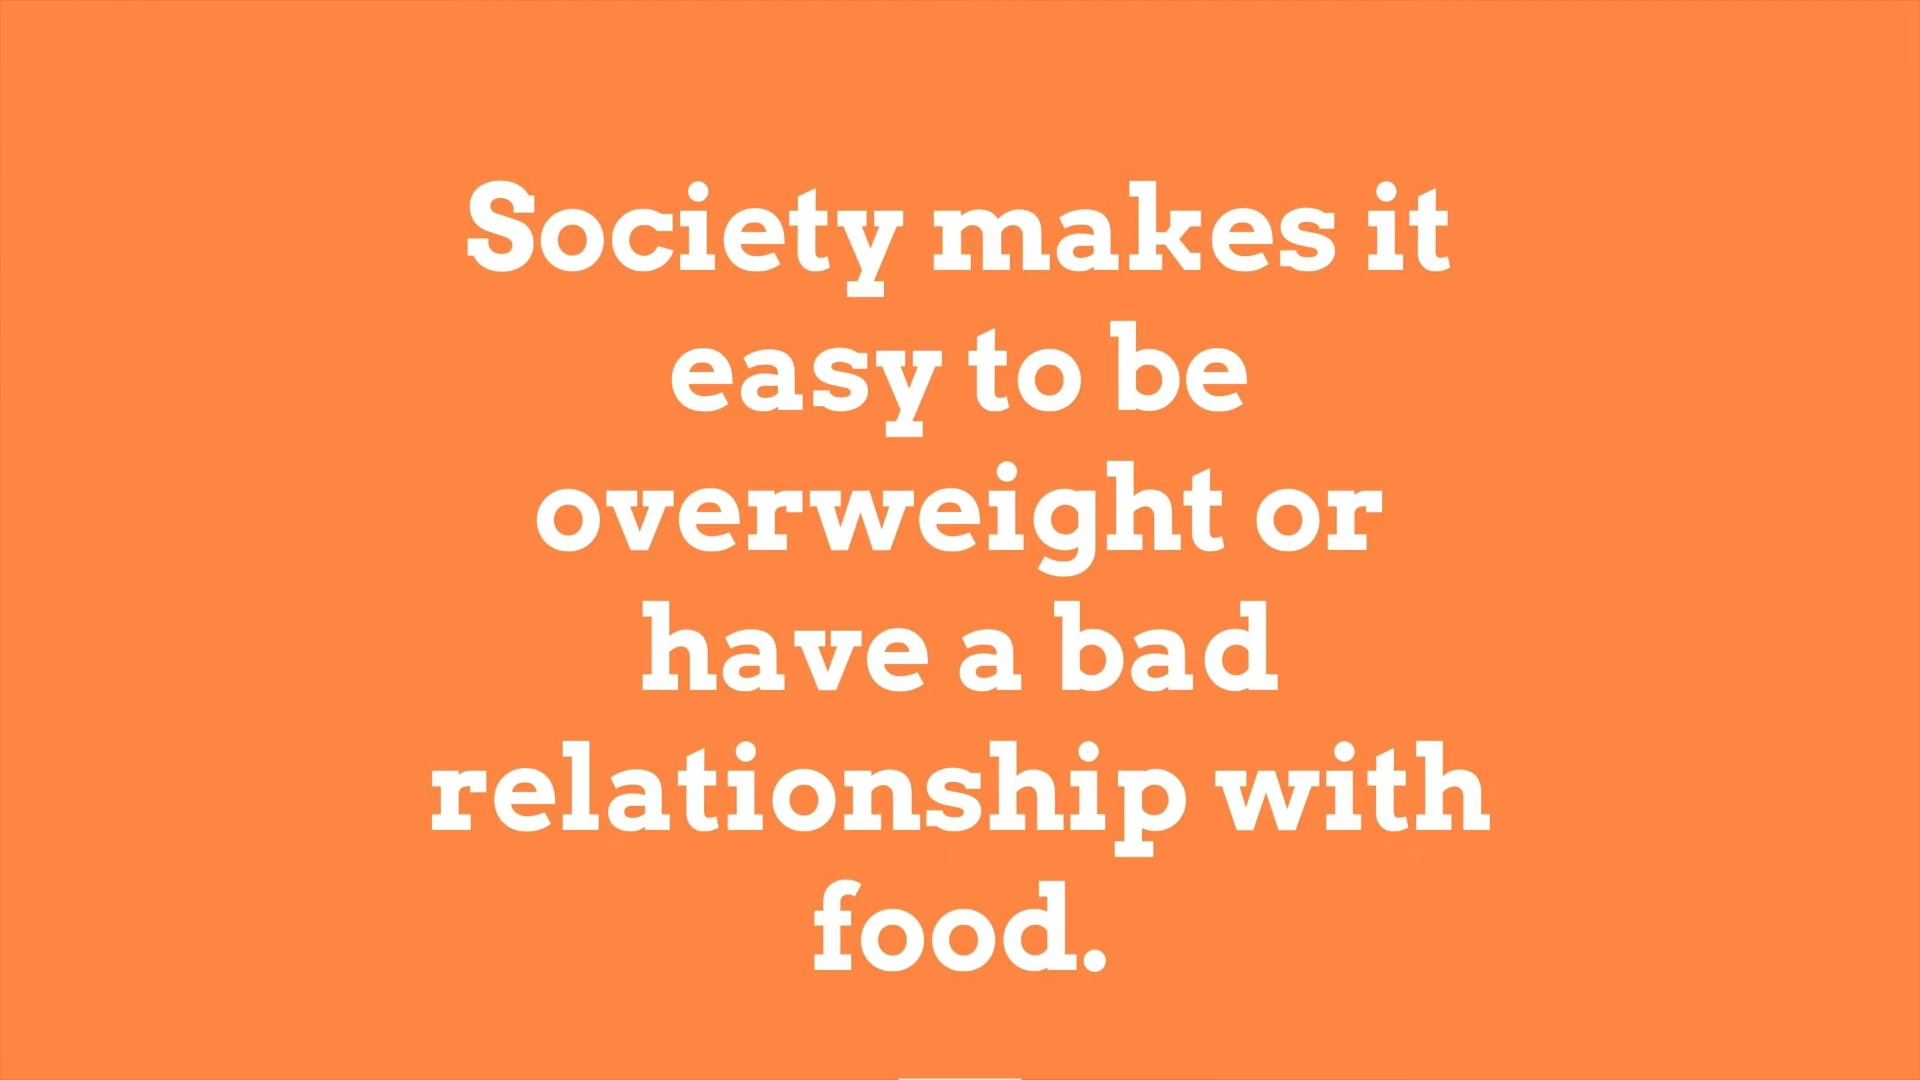 Society makes it
easy to be
overweight or
have a bad
relationship with
food.